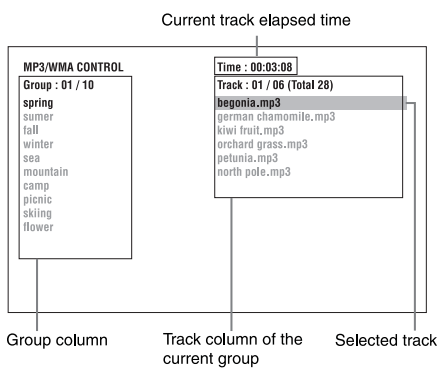 Current track elapsed time
MP3/WMA CONTROL
Group : 01 / 10
spring
sumer
fall
winter
sea
mountain
camp
picnic
skiing
flower
Time : 00:03:08
Track : 01 / 06 (Total 28)
begonia.mp3
german chamomile.mp3
kiwi fruit.mp3
orchard grass.mp3
petunia.mp3
north pole.mp3
Group column
Track column of the
current group
Selected track